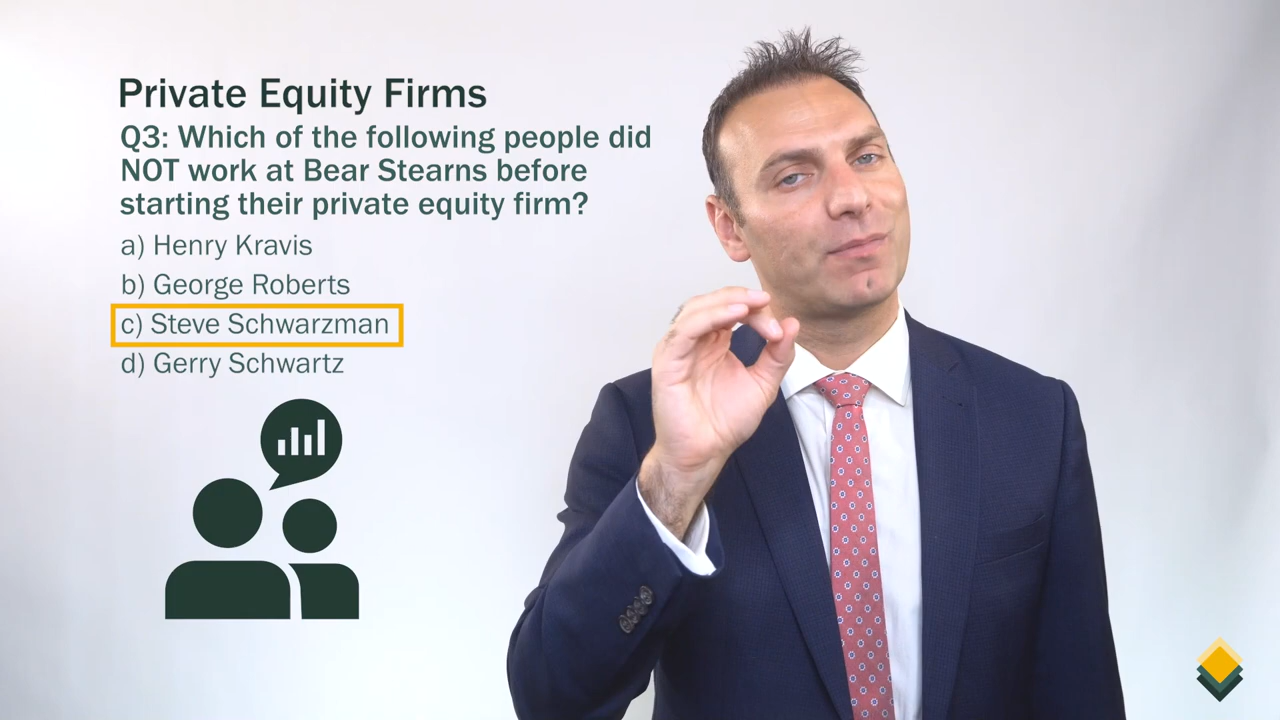 Private Equity Firms
Q3: Which of the following people did
NOT work at Bear Stearns before
starting their private equity firm?
a) Henry Kravis
b) George Roberts
c) Steve Schwarzman
d) Gerry Schwartz